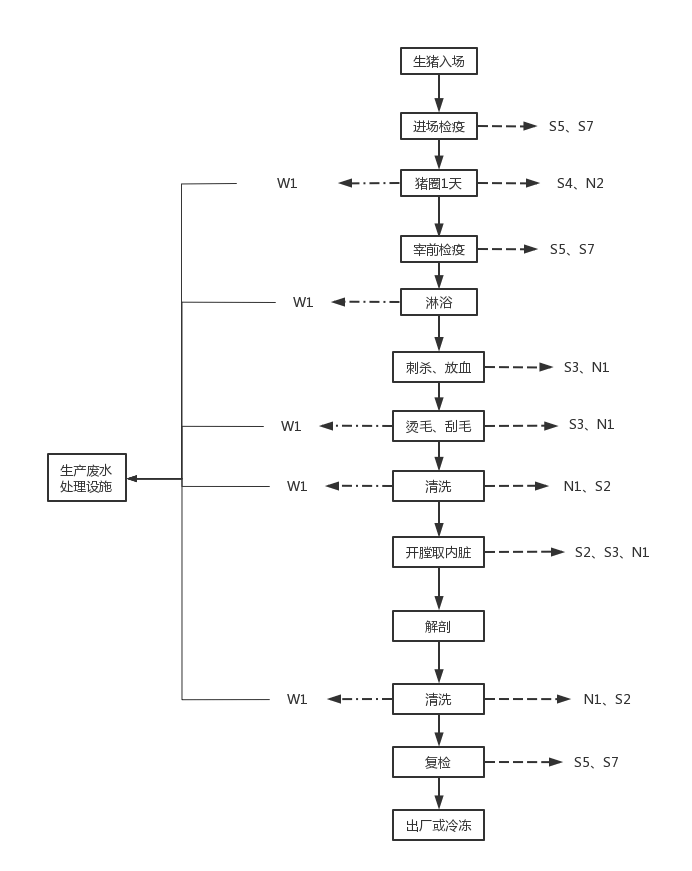 生猪入场
进场检疫
S5、S7
W1
猪圈1天
S4、N2
宰前检疫
S5、S7
W1
淋浴
刺杀、放血
S3、N1
W1
烫毛、刮毛
S3、N1
生产废水
处理设施
W1
清洗
N1、S2
开膛取内脏
S2、S3、N1
解剖
W1
清洗
N1、S2
复检
S5、S7
出厂或冷冻